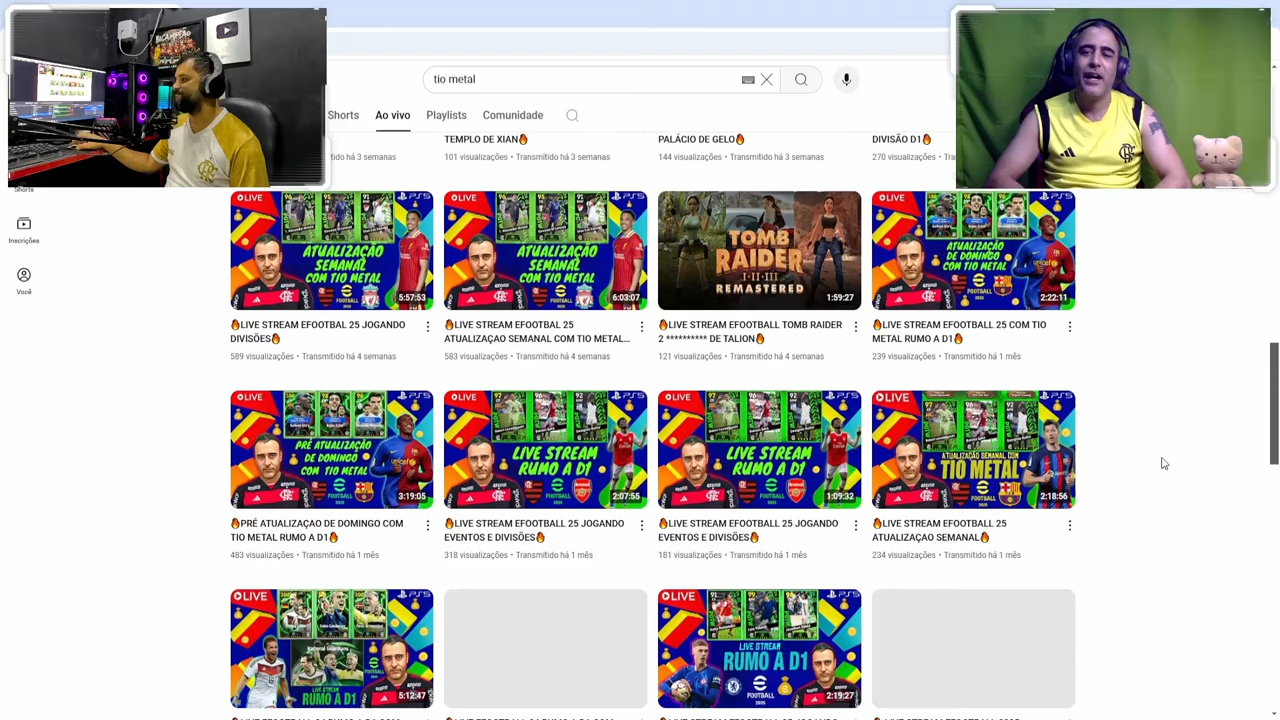 BICAMPEÃO
tio metal
Shorts
Ao vivo
Playlists
Comunidade
TEMPLO DE XIAN🔥
101 visualizações • Transmitido há 3 semanas
PALÁCIO DE GELO🔥
144 visualizações • Transmitido há 3 semanas
DIVISÃO D1🔥
270 visualizações
Shorts
Inscrições
Você
LIVE
ATUALIZAÇÃO
SEMANAL
COM TIO METAL
5:57:53
🔥LIVE STREAM EFOOTBAL 25 JOGANDO
DIVISÕES🔥
589 visualizações • Transmitido há 4 semanas
LIVE
ATUALIZAÇÃO
SEMANAL
COM TIO METAL
6:03:07
🔥LIVE STREAM EFOOTBAL 25
ATUALIZAÇAO SEMANAL COM TIO METAL...
583 visualizações • Transmitido há 4 semanas
TOMB
RAIDER
I·II·III
REMASTERED
1:59:27
🔥LIVE STREAM EFOOTBALL TOMB RAIDER
2 ********** DE TALION🔥
121 visualizações • Transmitido há 4 semanas
LIVE
ATUALIZAÇÃO
DE DOMINGO
COM TIO METAL
2:22:11
🔥LIVE STREAM EFOOTBALL 25 COM TIO
METAL RUMO A D1🔥
239 visualizações • Transmitido há 1 mês
LIVE
PRÉ ATUALIZAÇAO
DE DOMINGO
COM TIO METAL
3:19:05
🔥PRÉ ATUALIZAÇAO DE DOMINGO COM
TIO METAL RUMO A D1🔥
483 visualizações • Transmitido há 1 mês
LIVE
LIVE STREAM
RUMO A D1
2:07:55
🔥LIVE STREAM EFOOTBALL 25 JOGANDO
EVENTOS E DIVISÕES🔥
318 visualizações • Transmitido há 1 mês
LIVE
LIVE STREAM
RUMO A D1
1:09:32
🔥LIVE STREAM EFOOTBALL 25 JOGANDO
EVENTOS E DIVISÕES🔥
181 visualizações • Transmitido há 1 mês
LIVE
ATUALIZAÇÃO SEMANAL COM
TIO METAL
2:18:56
🔥LIVE STREAM EFOOTBALL 25
ATUALIZAÇAO SEMANAL🔥
234 visualizações • Transmitido há 1 mês
LIVE
National Guardians
LIVE STREAM
RUMO A D1
5:12:47
LIVE
LIVE STREAM
RUMO A D1
2:19:27